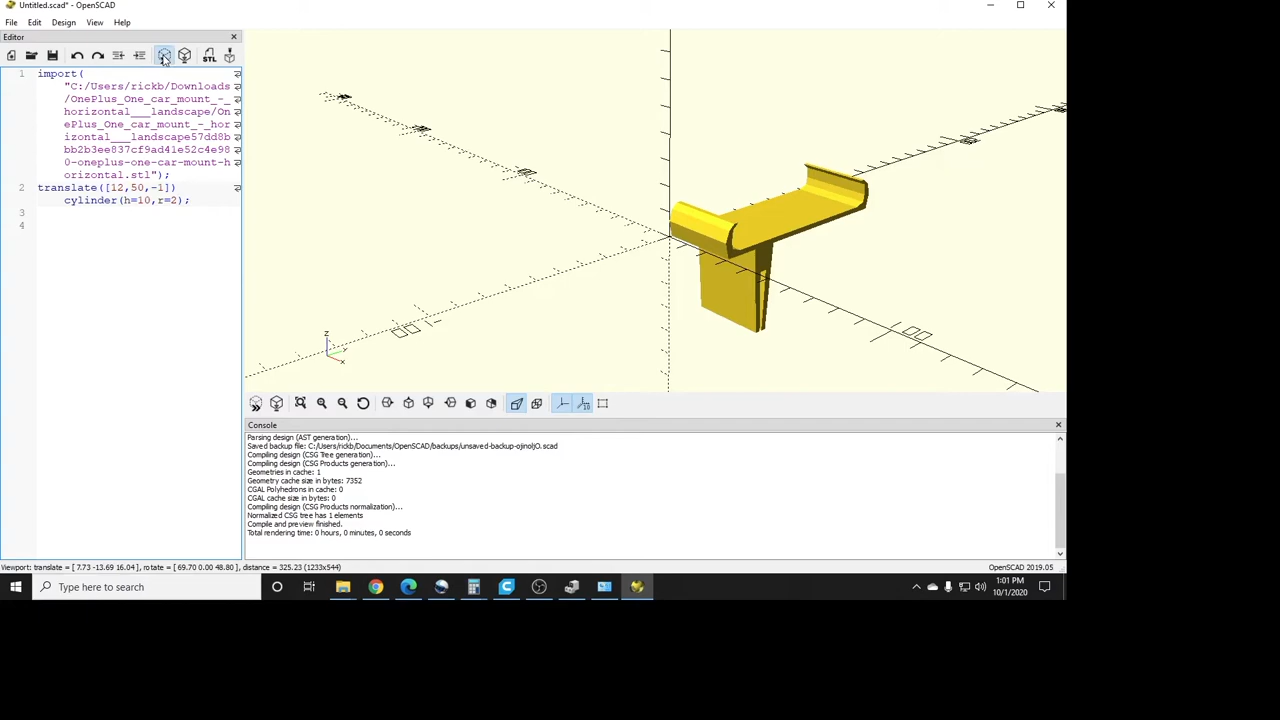 Untitled.scad* - OpenSCAD
File Edit Design View Help
Editor
STL
1 import(
"C:/Users/rickb/Downloads
/OnePlus_One_car_mount_-_
horizontal___landscape/On
ePlus_One_car_mount_-_hor
izontal___landscape57dd8b
bb2b3ee837cf9ad41e52c4e98
0-oneplus-one-car-mount-h
orizontal.stl");
2 translate([12,50,-1])
cylinder(h=10,r=2);
3
4
z
y
x
10
Console
Parsing design (AST generation)...
Saved backup file: C:/Users/rickb/Documents/OpenSCAD/backups/unsaved-backup-ojinoljO.scad
Compiling design (CSG Tree generation)...
Compiling design (CSG Products generation)...
Geometries in cache: 1
Geometry cache size in bytes: 7352
CGAL Polyhedrons in cache: 0
CGAL cache size in bytes: 0
Compiling design (CSG Products normalization)...
Normalized CSG tree has 1 elements
Compile and preview finished.
Total rendering time: 0 hours, 0 minutes, 0 seconds
Viewport: translate = [ 7.73 -13.69 16.04 ], rotate = [ 69.70 0.00 48.80 ], distance = 325.23 (1233x544)
OpenSCAD 2019.05
Type here to search
1:01 PM
10/1/2020